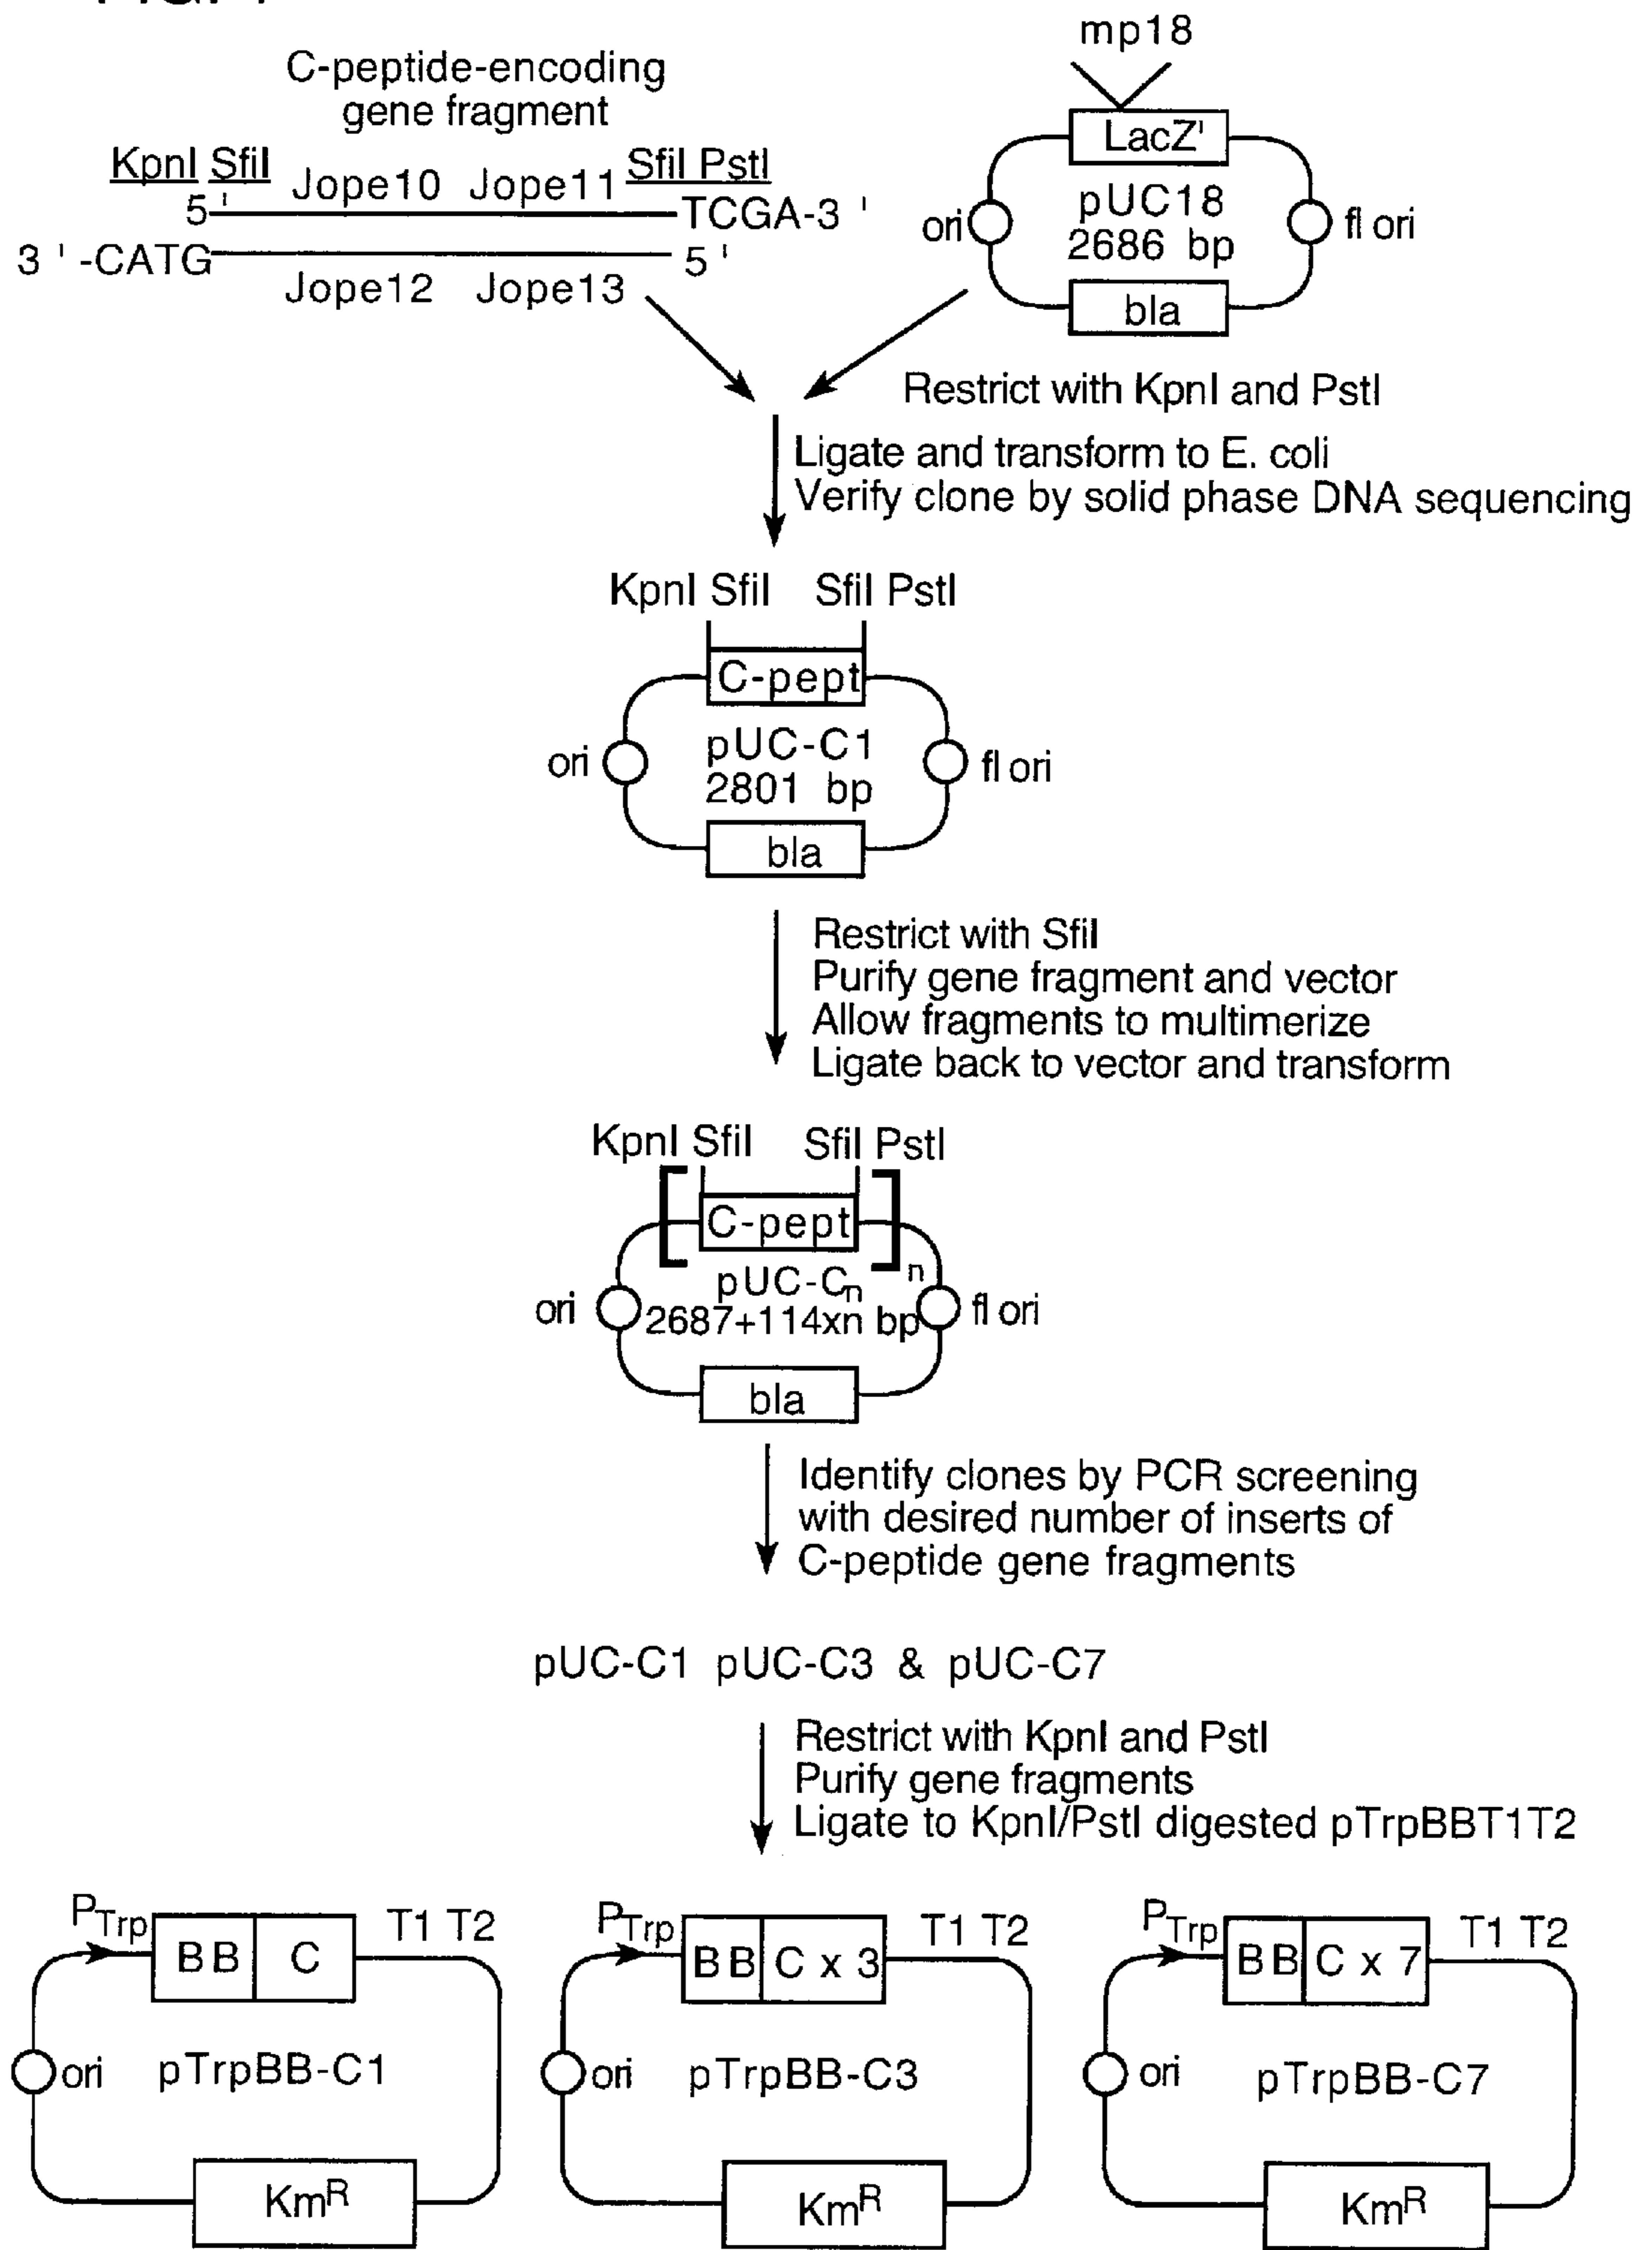 mp18
C-peptide-encoding
gene fragment
KpnI SfiI
Jope10 Jope11
SfiI PstI
5'
TCGA-3 '
3 '-CATG
5'
Jope12 Jope13
LacZ'
pUC18
2686 bp
ori
fl ori
bla
Restrict with KpnI and PstI
Ligate and transform to E. coli
Verify clone by solid phase DNA sequencing
KpnI SfiI SfiI PstI
C-pept
pUC-C1
2801 bp
ori
fl ori
bla
Restrict with SfiI
Purify gene fragment and vector
Allow fragments to multimerize
Ligate back to vector and transform
KpnI SfiI SfiI PstI
C-pept
n
pUC-Cn
2687+114xn bp
ori
fl ori
bla
Identify clones by PCR screening
with desired number of inserts of
C-peptide gene fragments
pUC-C1 pUC-C3 & pUC-C7
Restrict with KpnI and PstI
Purify gene fragments
Ligate to KpnI/PstI digested pTrpBBT1T2
PTrp
BB C
T1 T2
ori
pTrpBB-C1
KmR
PTrp
BB C x 3
T1 T2
ori
pTrpBB-C3
KmR
PTrp
BB C x 7
T1 T2
ori
pTrpBB-C7
KmR